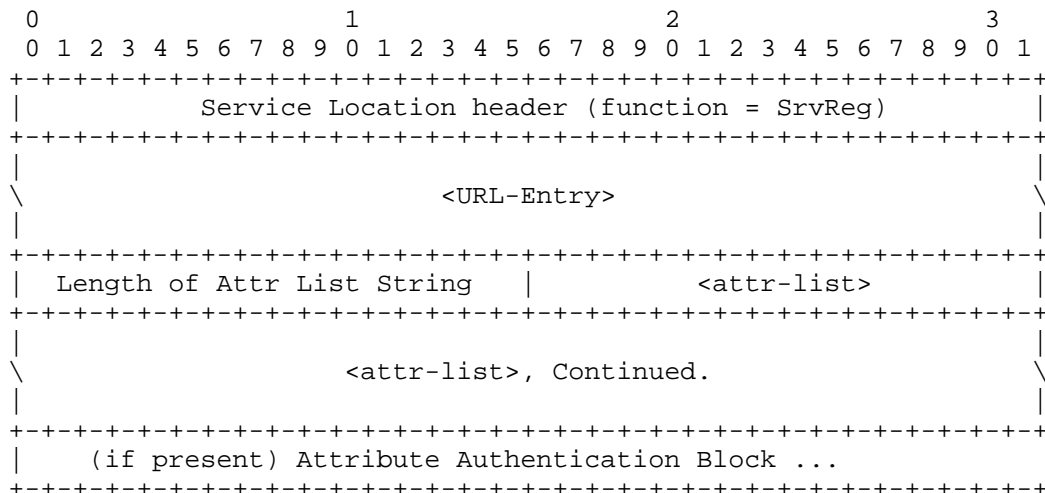 0                   1                   2                   3
 0 1 2 3 4 5 6 7 8 9 0 1 2 3 4 5 6 7 8 9 0 1 2 3 4 5 6 7 8 9 0 1
+-+-+-+-+-+-+-+-+-+-+-+-+-+-+-+-+-+-+-+-+-+-+-+-+-+-+-+-+-+-+-+-+
|           Service Location header (function = SrvReg)         |
+-+-+-+-+-+-+-+-+-+-+-+-+-+-+-+-+-+-+-+-+-+-+-+-+-+-+-+-+-+-+-+-+
|                                                               |
\                          <URL-Entry>                          \
|                                                               |
+-+-+-+-+-+-+-+-+-+-+-+-+-+-+-+-+-+-+-+-+-+-+-+-+-+-+-+-+-+-+-+-+
|  Length of Attr List String   |          <attr-list>          |
+-+-+-+-+-+-+-+-+-+-+-+-+-+-+-+-+-+-+-+-+-+-+-+-+-+-+-+-+-+-+-+-+
|                                                               |
\                    <attr-list>, Continued.                    \
|                                                               |
+-+-+-+-+-+-+-+-+-+-+-+-+-+-+-+-+-+-+-+-+-+-+-+-+-+-+-+-+-+-+-+-+
|    (if present) Attribute Authentication Block ...
+-+-+-+-+-+-+-+-+-+-+-+-+-+-+-+-+-+-+-+-+-+-+-+-+-+-+-+-+-+-+-+-+